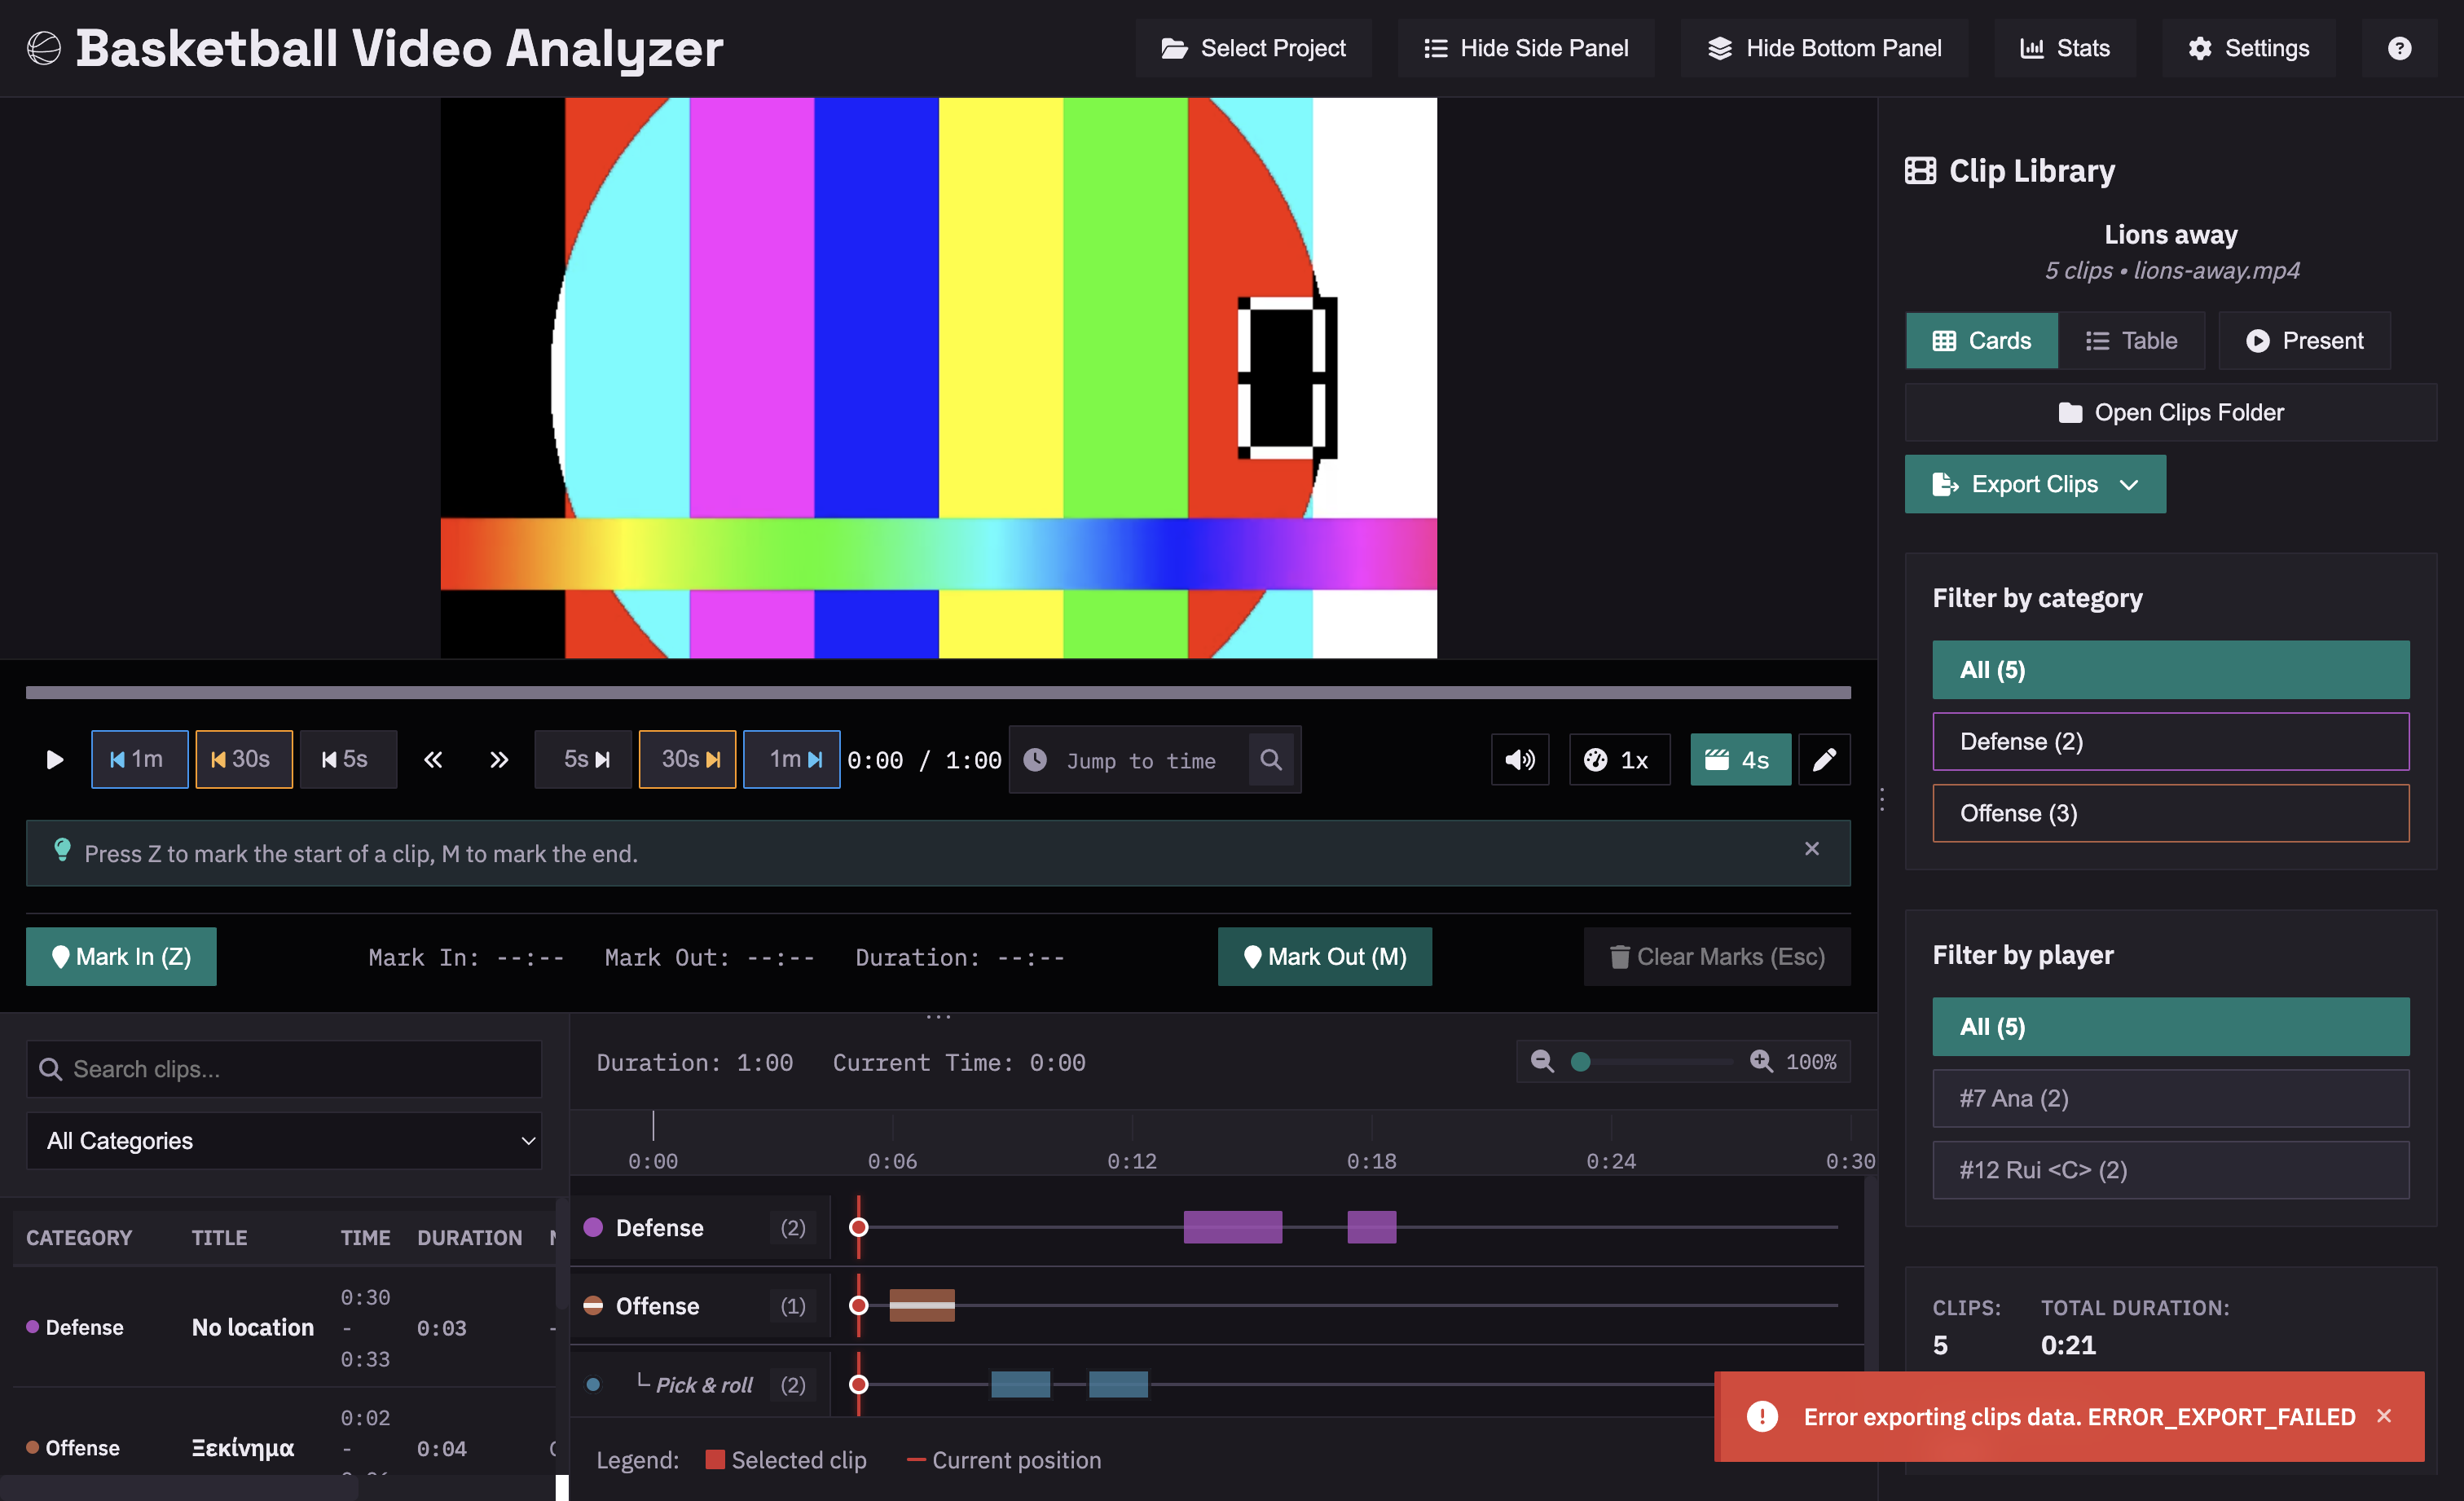 Basketball Video Analyzer
Select Project
Hide Side Panel
Hide Bottom Panel
Stats
Settings
?
Clip Library
Lions away
5 clips • lions-away.mp4
Cards
Table
Present
Open Clips Folder
Export Clips
Filter by category
All (5)
Defense (2)
Offense (3)
Filter by player
All (5)
#7 Ana (2)
#12 Rui <C> (2)
CLIPS:
5
TOTAL DURATION:
0:21
1m
30s
5s
5s
30s
1m
0:00 / 1:00
Jump to time
1x
4s
Press Z to mark the start of a clip, M to mark the end.
Mark In (Z)
Mark In: --:--
Mark Out: --:--
Duration: --:--
Mark Out (M)
Clear Marks (Esc)
Search clips...
All Categories
CATEGORY TITLE TIME DURATION
Defense No location 0:30 - 0:33 0:03
Offense Ξεκίνημα 0:02 - 0:04
Duration: 1:00
Current Time: 0:00
100%
0:00 0:06 0:12 0:18 0:24 0:30
Defense (2)
Offense (1)
Pick & roll (2)
Legend: Selected clip Current position
Error exporting clips data. ERROR_EXPORT_FAILED